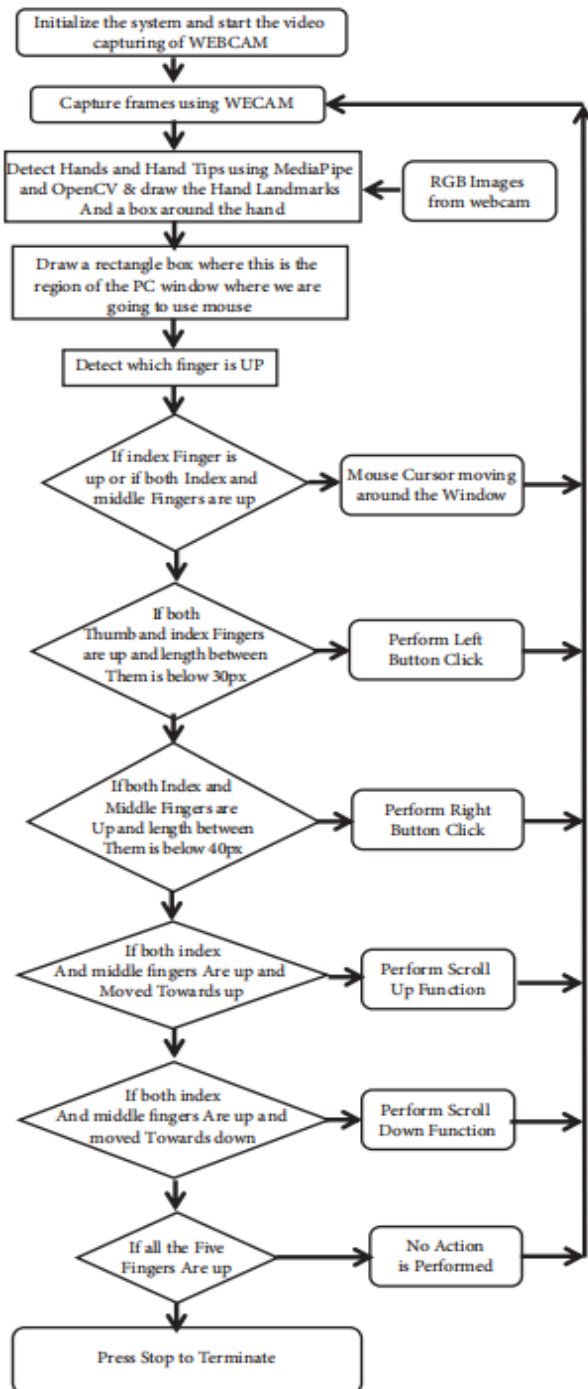 Initialize the system and start the video
capturing of WEBCAM
Capture frames using WECAM
Detect Hands and Hand Tips using MediaPipe
and OpenCV & draw the Hand Landmarks
And a box around the hand
RGB Images
from webcam
Draw a rectangle box where this is the
region of the PC window where we are
going to use mouse
Detect which finger is UP
If index Finger is
up or if both Index and
middle Fingers are up
Mouse Cursor moving
around the Window
If both
Thumb and index Fingers
are up and length between
Them is below 30px
Perform Left
Button Click
If both Index and
Middle Fingers are
Up and length between
Them is below 40px
Perform Right
Button Click
If both index
And middle fingers Are up and
Moved Towards up
Perform Scroll
Up Function
If both index
And middle fingers Are up and
moved Towards down
Perform Scroll
Down Function
If all the Five
Fingers Are up
No Action
is Performed
Press Stop to Terminate